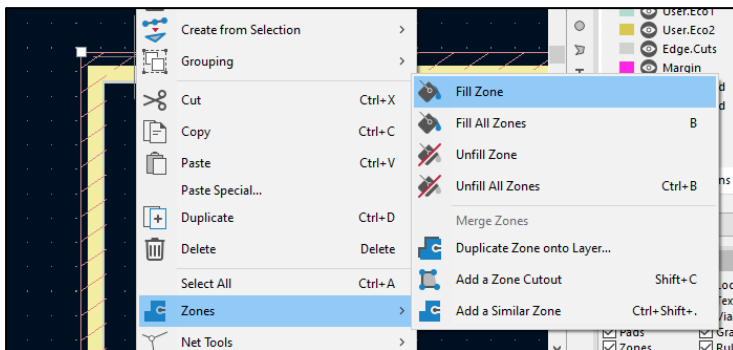 Create from Selection
Grouping
Cut Ctrl+X
Copy Ctrl+C
Paste Ctrl+V
Paste Special...
Duplicate Ctrl+D
Delete Delete
Select All Ctrl+A
Zones
Net Tools
Fill Zone
Fill All Zones B
Unfill Zone
Unfill All Zones Ctrl+B
Merge Zones
Duplicate Zone onto Layer...
Add a Zone Cutout Shift+C
Add a Similar Zone Ctrl+Shift+.
User.Eco1
User.Eco2
Edge.Cuts
Margin
Pads
Zones